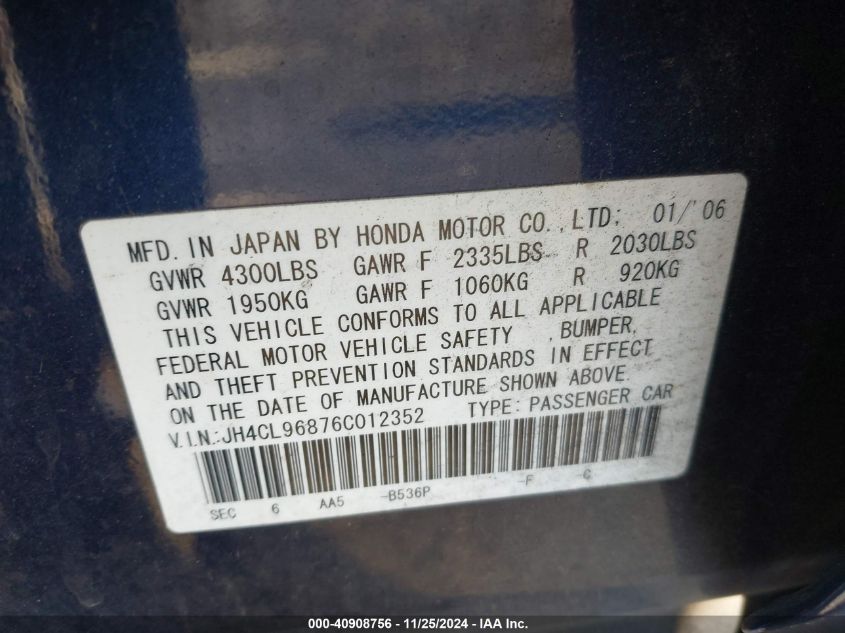 MFD. IN JAPAN BY HONDA MOTOR CO., LTD; 01/'06
GVWR 4300LBS GAWR F 2335LBS R 2030LBS
GVWR 1950KG GAWR F 1060KG R 920KG
THIS VEHICLE CONFORMS TO ALL APPLICABLE
FEDERAL MOTOR VEHICLE SAFETY , BUMPER,
AND THEFT PREVENTION STANDARDS IN EFFECT
ON THE DATE OF MANUFACTURE SHOWN ABOVE.
V.I.N.:JH4CL96876C012352 TYPE: PASSENGER CAR
SEC 6 AA5 -B536P -F -C
000-40908756 - 11/25/2024 - IAA Inc.